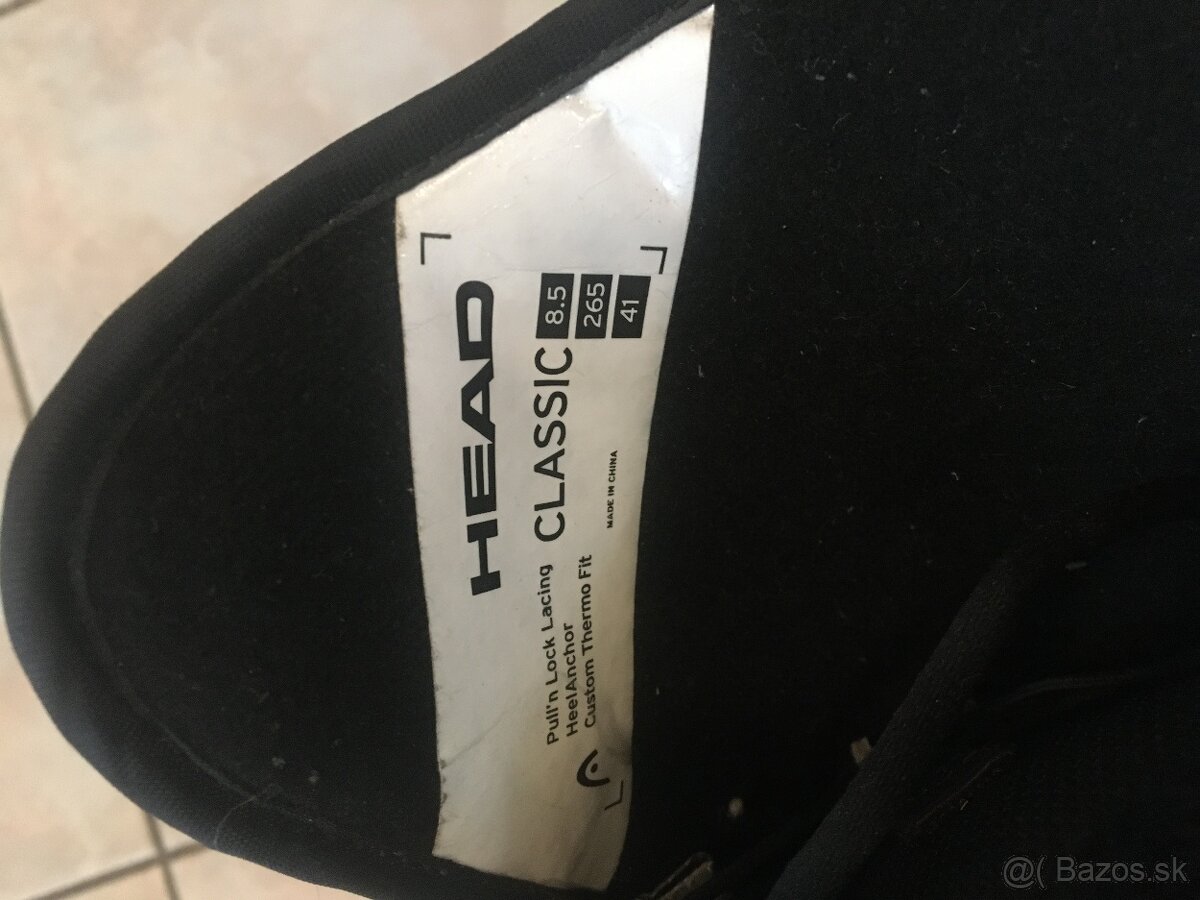 HEAD
Pull'n Lock Lacing CLASSIC 8.5
HeelAnchor 265
Custom Thermo Fit MADE IN CHINA 41
@( Bazos.sk